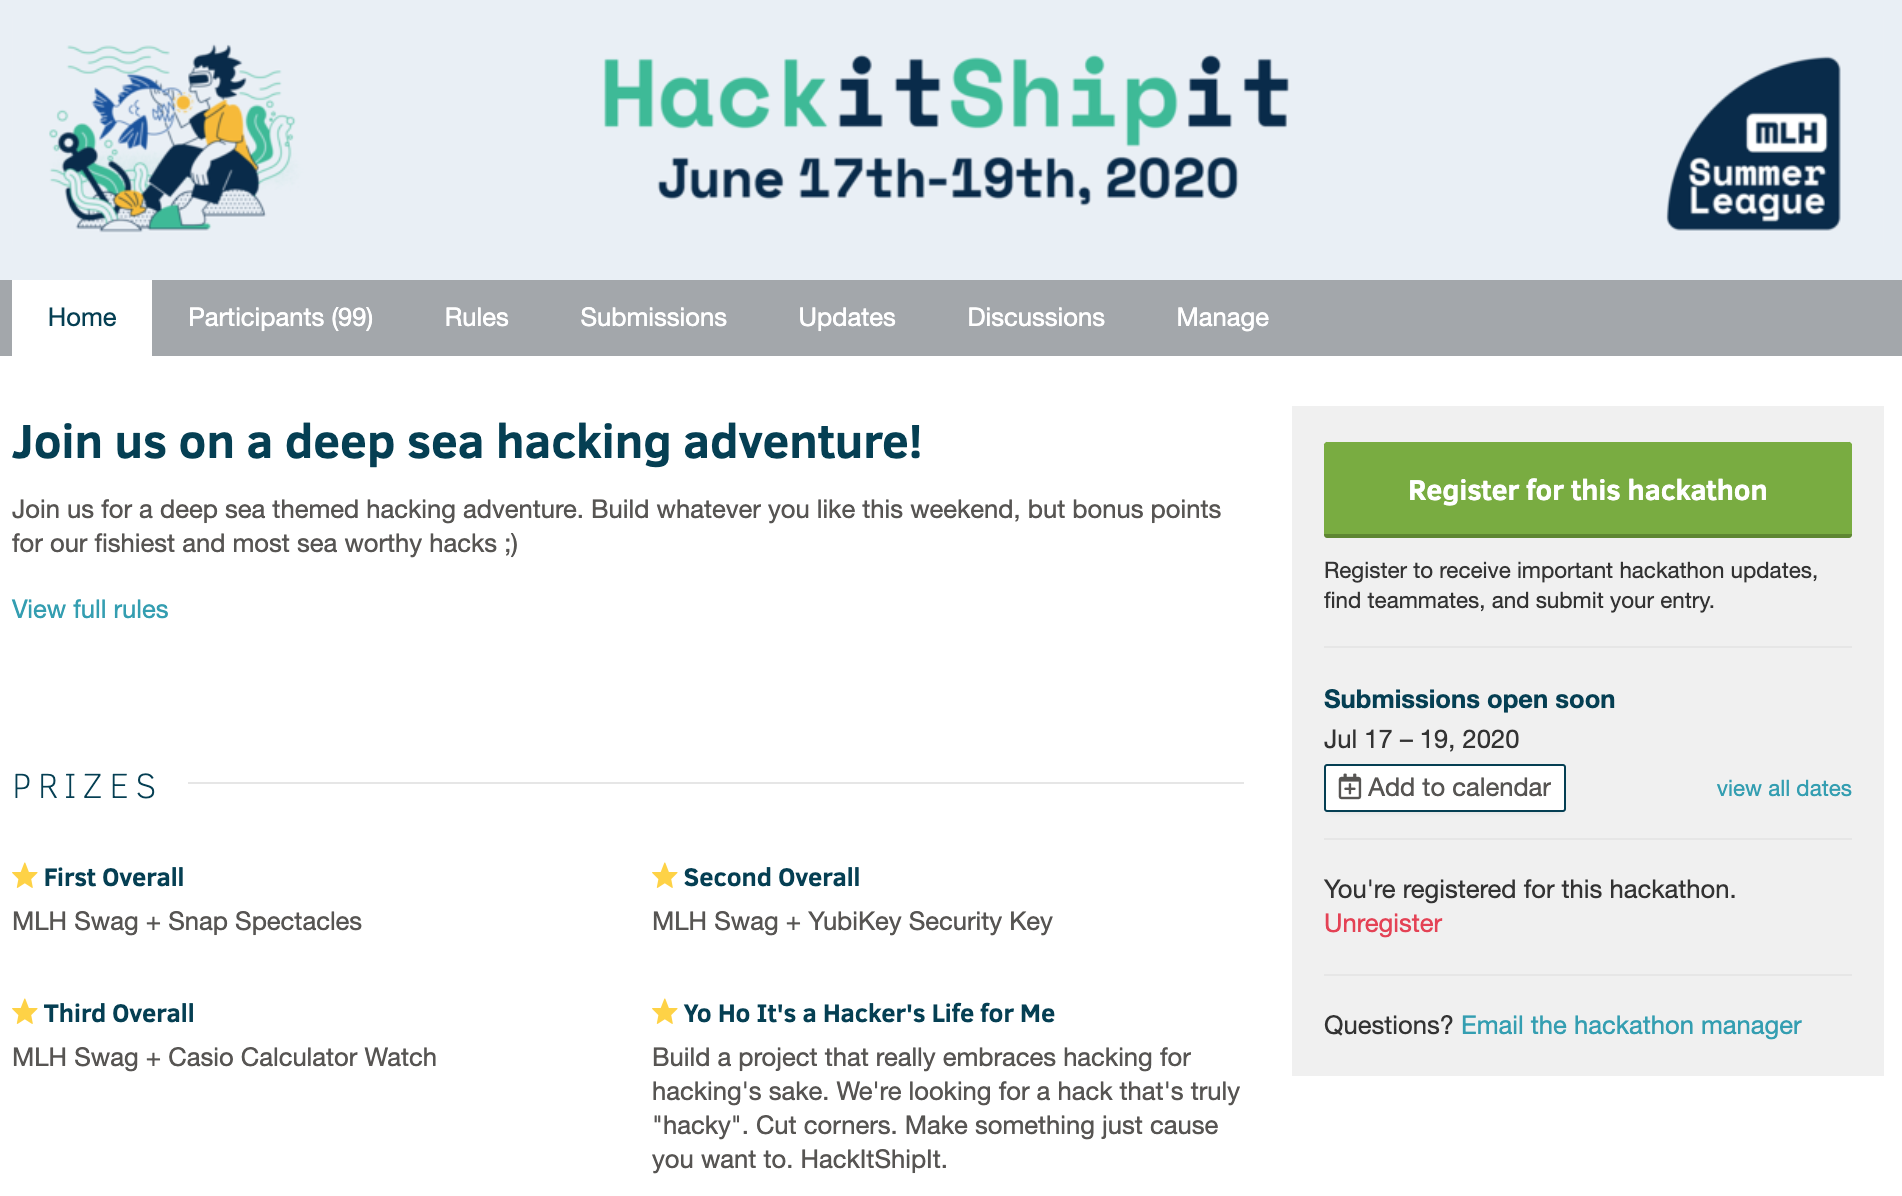 HackitShipit
June 17th-19th, 2020
MLH
Summer
League
Home
Participants (99)
Rules
Submissions
Updates
Discussions
Manage
Join us on a deep sea hacking adventure!
Join us for a deep sea themed hacking adventure. Build whatever you like this weekend, but bonus points
for our fishiest and most sea worthy hacks ;)
View full rules
PRIZES
First Overall
MLH Swag + Snap Spectacles
Second Overall
MLH Swag + YubiKey Security Key
Third Overall
MLH Swag + Casio Calculator Watch
Yo Ho It's a Hacker's Life for Me
Build a project that really embraces hacking for
hacking's sake. We're looking for a hack that's truly
"hacky". Cut corners. Make something just cause
you want to. HackItShipIt.
Register for this hackathon
Register to receive important hackathon updates,
find teammates, and submit your entry.
Submissions open soon
Jul 17 – 19, 2020
Add to calendar
view all dates
You're registered for this hackathon.
Unregister
Questions? Email the hackathon manager